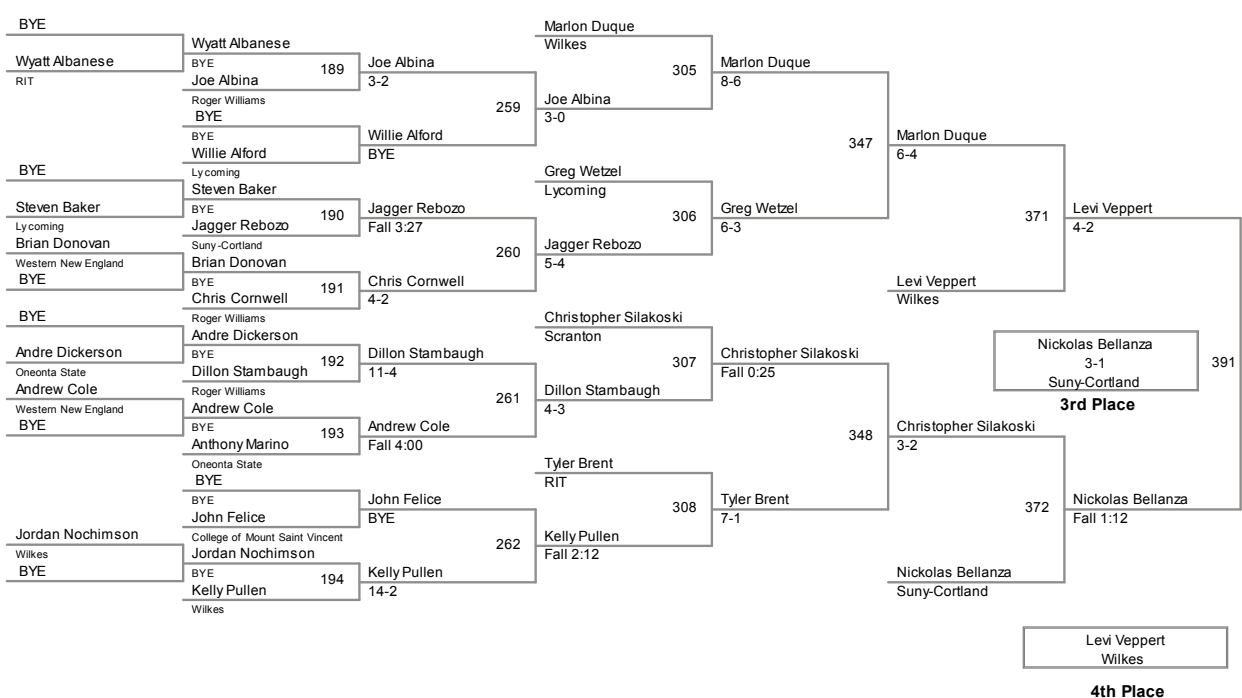 BYE
Wyatt Albanese
RIT
BYE
Steven Baker
Lycoming
Brian Donovan
Western New England
BYE
BYE
Andre Dickerson
Oneonta State
Andrew Cole
Western New England
BYE
Jordan Nochimson
Wilkes
BYE
Wyatt Albanese
BYE
189
Joe Albina
Roger Williams
BYE
BYE
Willie Alford
Lycoming
Steven Baker
BYE
190
Jagger Rebozo
Suny-Cortland
Brian Donovan
BYE
191
Chris Cornwell
Roger Williams
Andre Dickerson
BYE
192
Dillon Stambaugh
Roger Williams
Andrew Cole
BYE
193
Anthony Marino
Oneonta State
BYE
BYE
John Felice
College of Mount Saint Vincent
Jordan Nochimson
BYE
194
Kelly Pullen
Wilkes
Joe Albina
3-2
259
Willie Alford
BYE
Jagger Rebozo
Fall 3:27
260
Chris Cornwell
4-2
Dillon Stambaugh
11-4
261
Andrew Cole
Fall 4:00
John Felice
BYE
262
Kelly Pullen
14-2
Marlon Duque
Wilkes
305
Joe Albina
3-0
Greg Wetzel
Lycoming
306
Jagger Rebozo
5-4
Christopher Silakoski
Scranton
307
Dillon Stambaugh
4-3
Tyler Brent
RIT
308
Kelly Pullen
Fall 2:12
Marlon Duque
8-6
347
Greg Wetzel
6-3
Christopher Silakoski
Fall 0:25
348
Tyler Brent
7-1
Marlon Duque
6-4
371
Levi Veppert
Wilkes
Christopher Silakoski
3-2
372
Nickolas Bellanza
Suny-Cortland
Levi Veppert
4-2
391
Nickolas Bellanza
Fall 1:12
Nickolas Bellanza
3-1
Suny-Cortland
3rd Place
Levi Veppert
Wilkes
4th Place